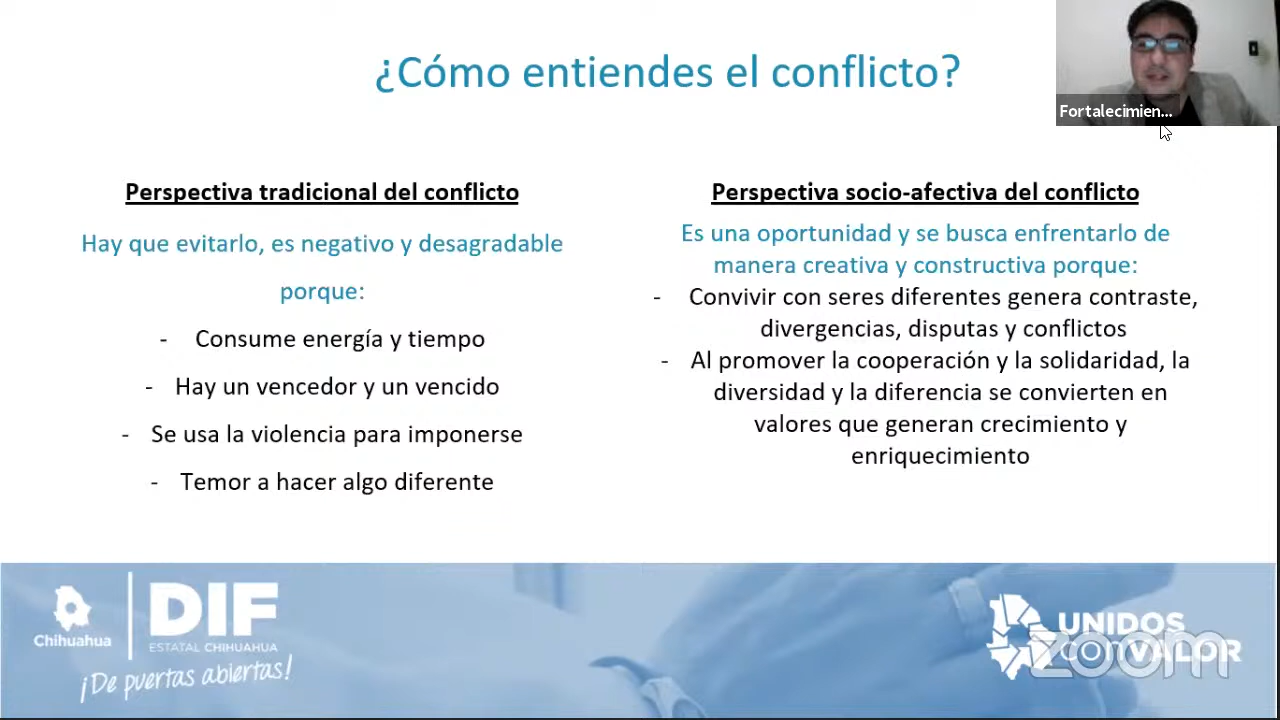 ¿Cómo entiendes el conflicto?
Fortalecimien...
Perspectiva tradicional del conflicto
Hay que evitarlo, es negativo y desagradable
porque:
- Consume energía y tiempo
- Hay un vencedor y un vencido
- Se usa la violencia para imponerse
- Temor a hacer algo diferente
Perspectiva socio-afectiva del conflicto
Es una oportunidad y se busca enfrentarlo de
manera creativa y constructiva porque:
- Convivir con seres diferentes genera contraste,
divergencias, disputas y conflictos
- Al promover la cooperación y la solidaridad, la
diversidad y la diferencia se convierten en
valores que generan crecimiento y
enriquecimiento
Chihuahua
DIF
ESTATAL CHIHUAHUA
¡De puertas abiertas!
UNIDOS
conVALOR
zoom